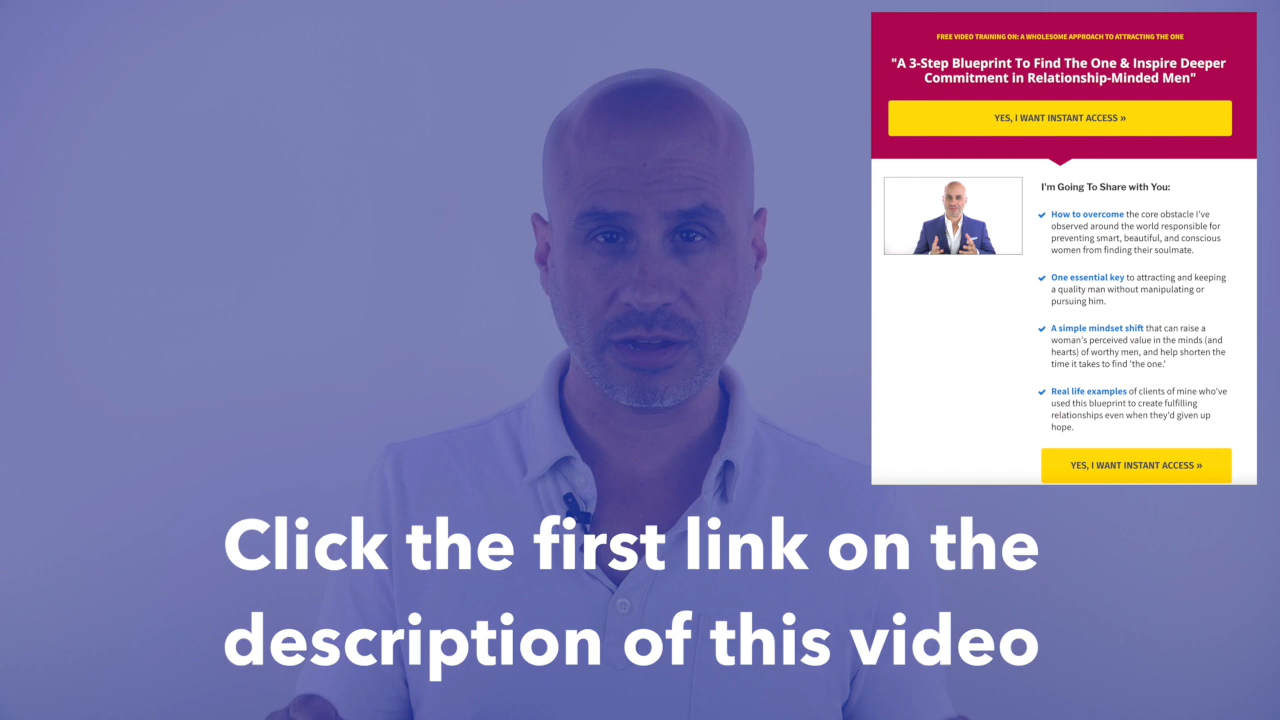 FREE VIDEO TRAINING ON: A WHOLESOME APPROACH TO ATTRACTING THE ONE
"A 3-Step Blueprint To Find The One & Inspire Deeper
Commitment in Relationship-Minded Men"
YES, I WANT INSTANT ACCESS »
I'm Going To Share with You:
How to overcome the core obstacle I've
observed around the world responsible for
preventing smart, beautiful, and conscious
women from finding their soulmate.
One essential key to attracting and keeping
a quality man without manipulating or
pursuing him.
A simple mindset shift that can raise a
woman's perceived value in the minds (and
hearts) of worthy men, and help shorten the
time it takes to find 'the one.'
Real life examples of clients of mine who've
used this blueprint to create fulfilling
relationships even when they'd given up
hope.
YES, I WANT INSTANT ACCESS »
Click the first link on the
description of this video